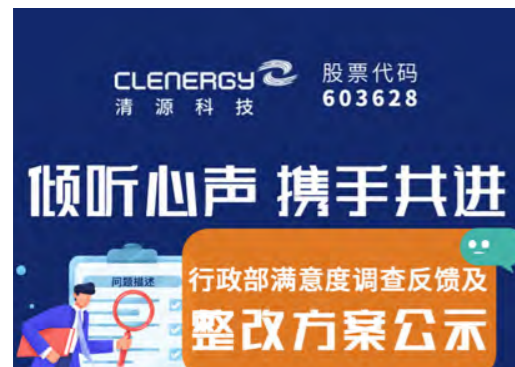 CLENERGY
清源科技
股票代码
603628
倾听心声 携手共进
问题描述
行政部满意度调查反馈及
整改方案公示